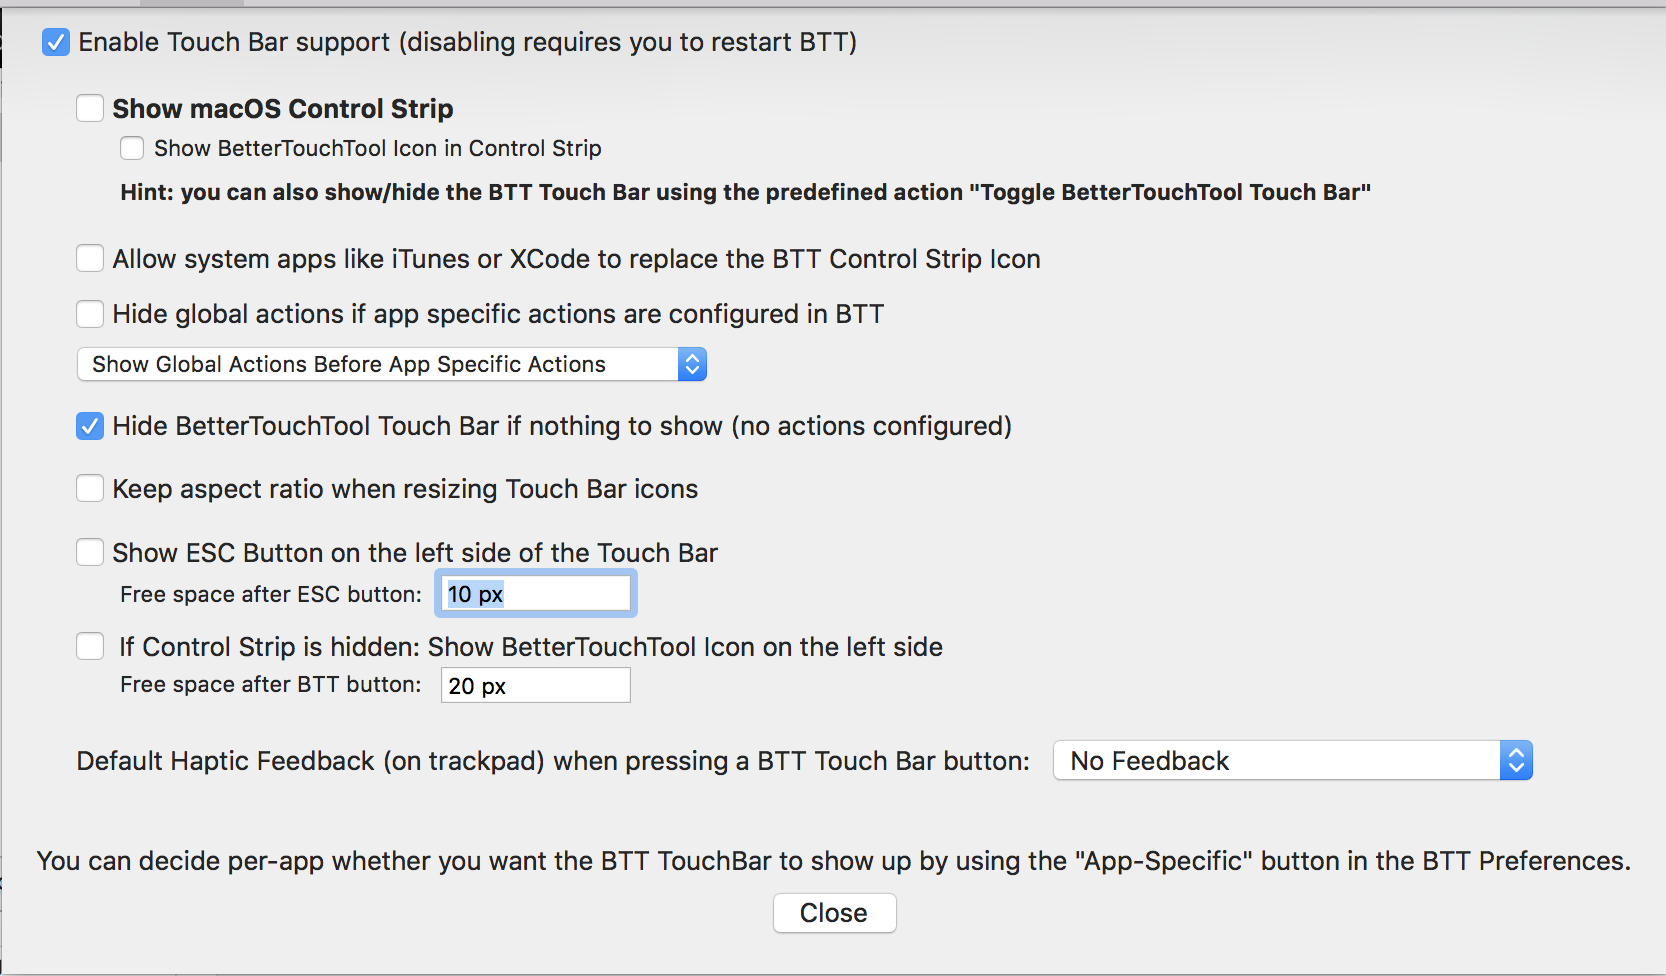 Enable Touch Bar support (disabling requires you to restart BTT)
Show macOS Control Strip
Show BetterTouchTool Icon in Control Strip
Hint: you can also show/hide the BTT Touch Bar using the predefined action "Toggle BetterTouchTool Touch Bar"
Allow system apps like iTunes or XCode to replace the BTT Control Strip Icon
Hide global actions if app specific actions are configured in BTT
Show Global Actions Before App Specific Actions
Hide BetterTouchTool Touch Bar if nothing to show (no actions configured)
Keep aspect ratio when resizing Touch Bar icons
Show ESC Button on the left side of the Touch Bar
Free space after ESC button: 10 px
If Control Strip is hidden: Show BetterTouchTool Icon on the left side
Free space after BTT button: 20 px
Default Haptic Feedback (on trackpad) when pressing a BTT Touch Bar button: No Feedback
You can decide per-app whether you want the BTT TouchBar to show up by using the "App-Specific" button in the BTT Preferences.
Close